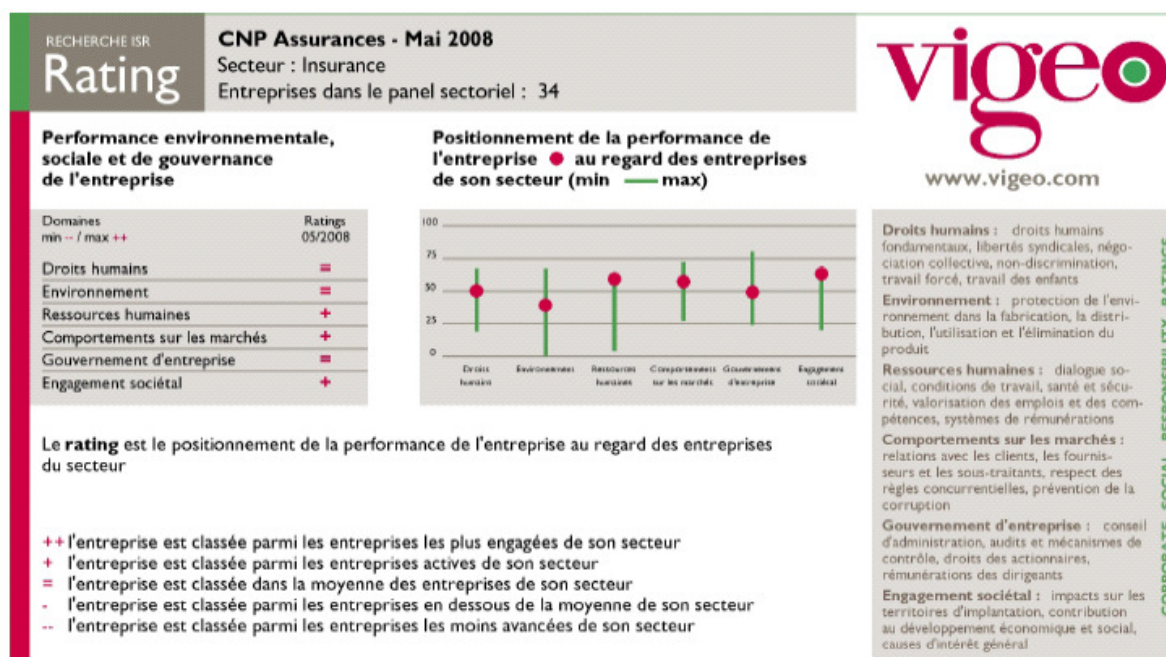 RECHERCHE ISR
Rating
CNP Assurances - Mai 2008
Secteur : Insurance
Entreprises dans le panel sectoriel : 34
vigeo
www.vigeo.com
Performance environnementale,
sociale et de gouvernance
de l'entreprise
Domaines Ratings
min -- / max ++ 05/2008
Droits humains =
Environnement =
Ressources humaines +
Comportements sur les marchés +
Gouvernement d'entreprise =
Engagement sociétal +
Positionnement de la performance de
l'entreprise au regard des entreprises
de son secteur (min max)
100
75
50
25
0
Droits Environnement Ressources Comportements Gouvernement Engagement
humains humaines sur les marchés d'entreprise sociétal
Le rating est le positionnement de la performance de l'entreprise au regard des entreprises
du secteur
++ l'entreprise est classée parmi les entreprises les plus engagées de son secteur
+ l'entreprise est classée parmi les entreprises actives de son secteur
= l'entreprise est classée dans la moyenne des entreprises de son secteur
- l'entreprise est classée parmi les entreprises en dessous de la moyenne de son secteur
-- l'entreprise est classée parmi les entreprises les moins avancées de son secteur
Droits humains : droits humains
fondamentaux, libertés syndicales, négo-
ciation collective, non-discrimination,
travail forcé, travail des enfants
Environnement : protection de l'envi-
ronnement dans la fabrication, la distri-
bution, l'utilisation et l'élimination du
produit
Ressources humaines : dialogue so-
cial, conditions de travail, santé et sécu-
rité, valorisation des emplois et des com-
pétences, systèmes de rémunérations
Comportements sur les marchés :
relations avec les clients, les fournis-
seurs et les sous-traitants, respect des
règles concurrentielles, prévention de la
corruption
Gouvernement d'entreprise : conseil
d'administration, audits et mécanismes de
contrôle, droits des actionnaires,
rémunérations des dirigeants
Engagement sociétal : impacts sur les
territoires d'implantation, contribution
au développement économique et social,
causes d'intérêt général
CORPORATE SOCIAL RESPONSIBILITY RATINGS